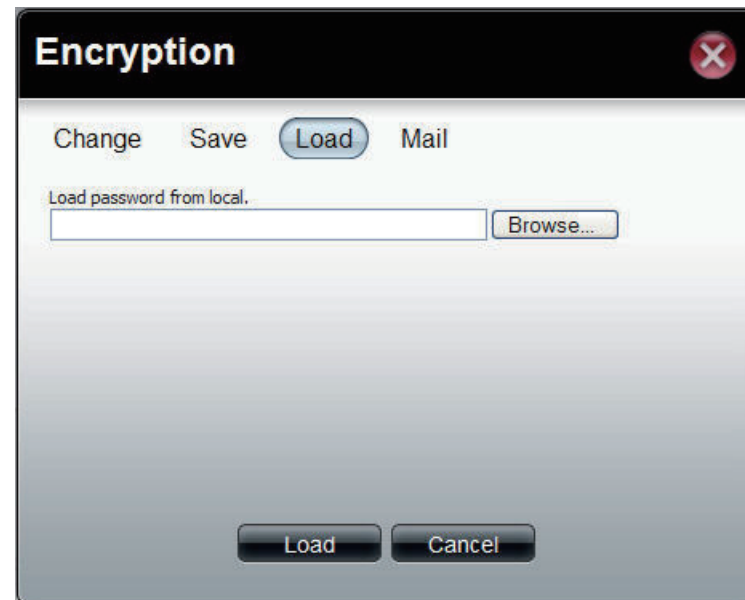 Encryption
Change Save Load Mail
Load password from local.
Browse...
Load Cancel